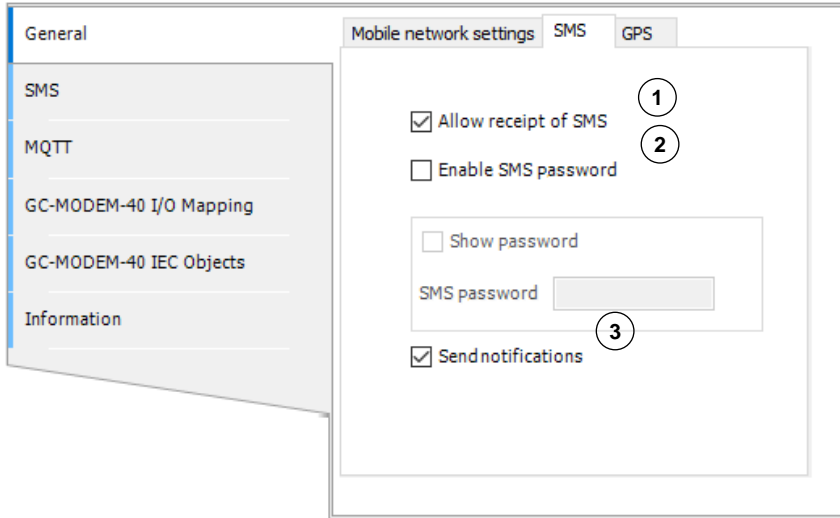 General
SMS
MQTT
GC-MODEM-40 I/O Mapping
GC-MODEM-40 IEC Objects
Information
Mobile network settings SMS GPS
1
Allow receipt of SMS
2
Enable SMS password
Show password
SMS password
3
Send notifications